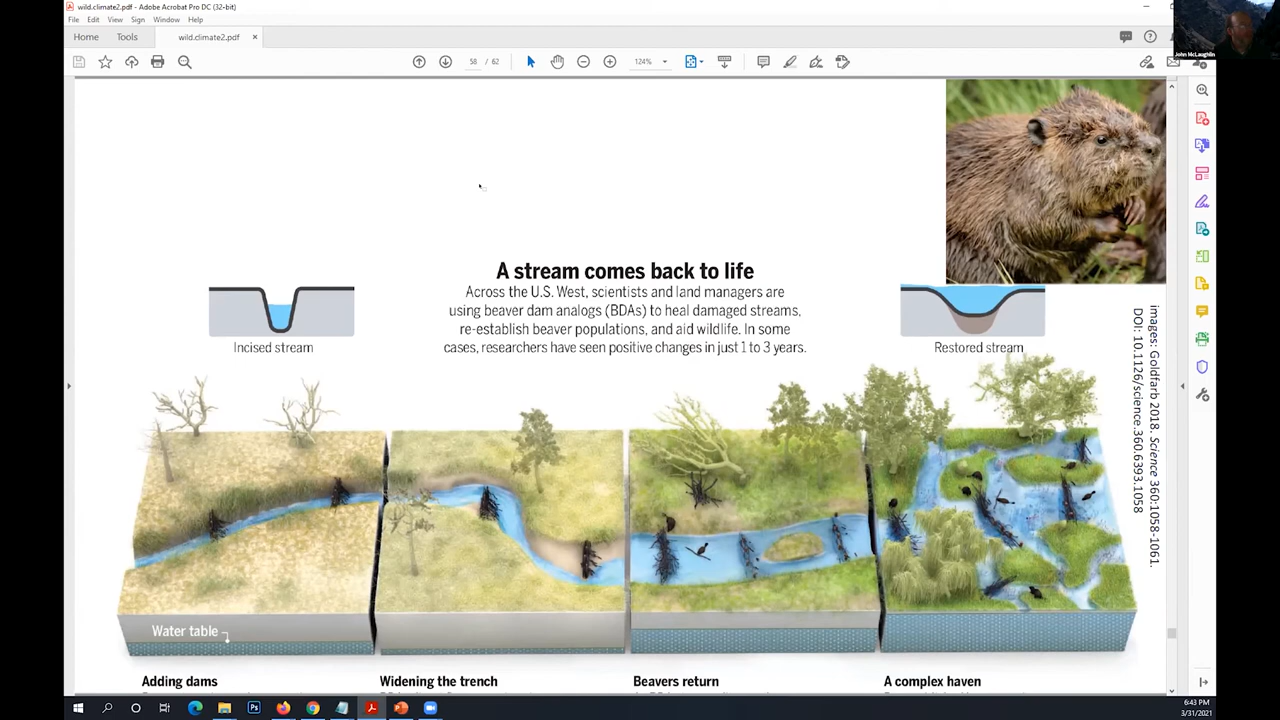 wild.climate2.pdf - Adobe Acrobat Pro DC (32-bit)
File Edit View Sign Window Help
Home Tools wild.climate2.pdf ×
58 / 62 124%
John McLaughlin
A stream comes back to life
Across the U.S. West, scientists and land managers are
using beaver dam analogs (BDAs) to heal damaged streams,
re-establish beaver populations, and aid wildlife. In some
cases, researchers have seen positive changes in just 1 to 3 years.
Incised stream
Restored stream
images: Goldfarb 2018. Science 360:1058-1061.
DOI: 10.1126/science.360.6393.1058
Water table
Adding dams
Widening the trench
Beavers return
A complex haven
6:43 PM
3/31/2021